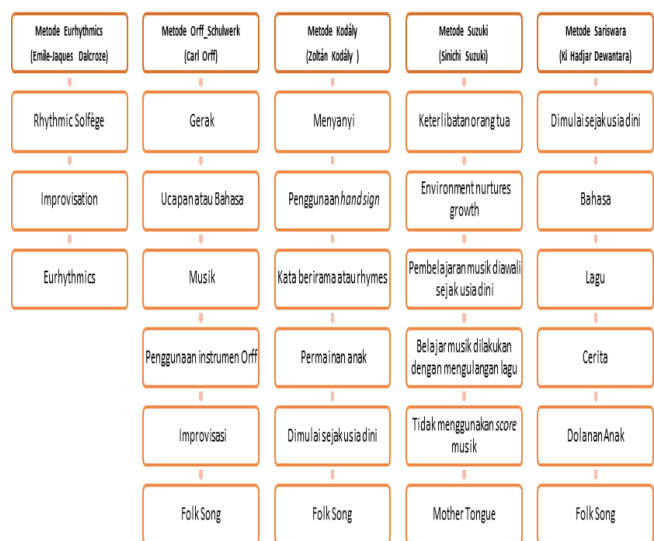 Metode Eurhythmics
(Emile-Jaques Dalcroze)
Rhythmic Solfège
Improvisation
Eurhythmics
Metode Orff_Schulwerk
(Carl Orff)
Gerak
Ucapan atau Bahasa
Musik
Penggunaan instrumen Orff
Improvisasi
Folk Song
Metode Kodály
(Zoltán Kodály )
Menyanyi
Penggunaan hand sign
Kata berirama atau rhymes
Permainan anak
Dimulai sejak usia dini
Folk Song
Metode Suzuki
(Sinichi Suzuki)
Keterlibatan orang tua
Environment nurtures
growth
Pembelajaran musik diawali
sejak usia dini
Belajar musik dilakukan
dengan mengulangan lagu
Tidak menggunakan score
musik
Mother Tongue
Metode Sariswara
(Ki Hadjar Dewantara)
Dimulai sejak usia dini
Bahasa
Lagu
Cerita
Dolanan Anak
Folk Song